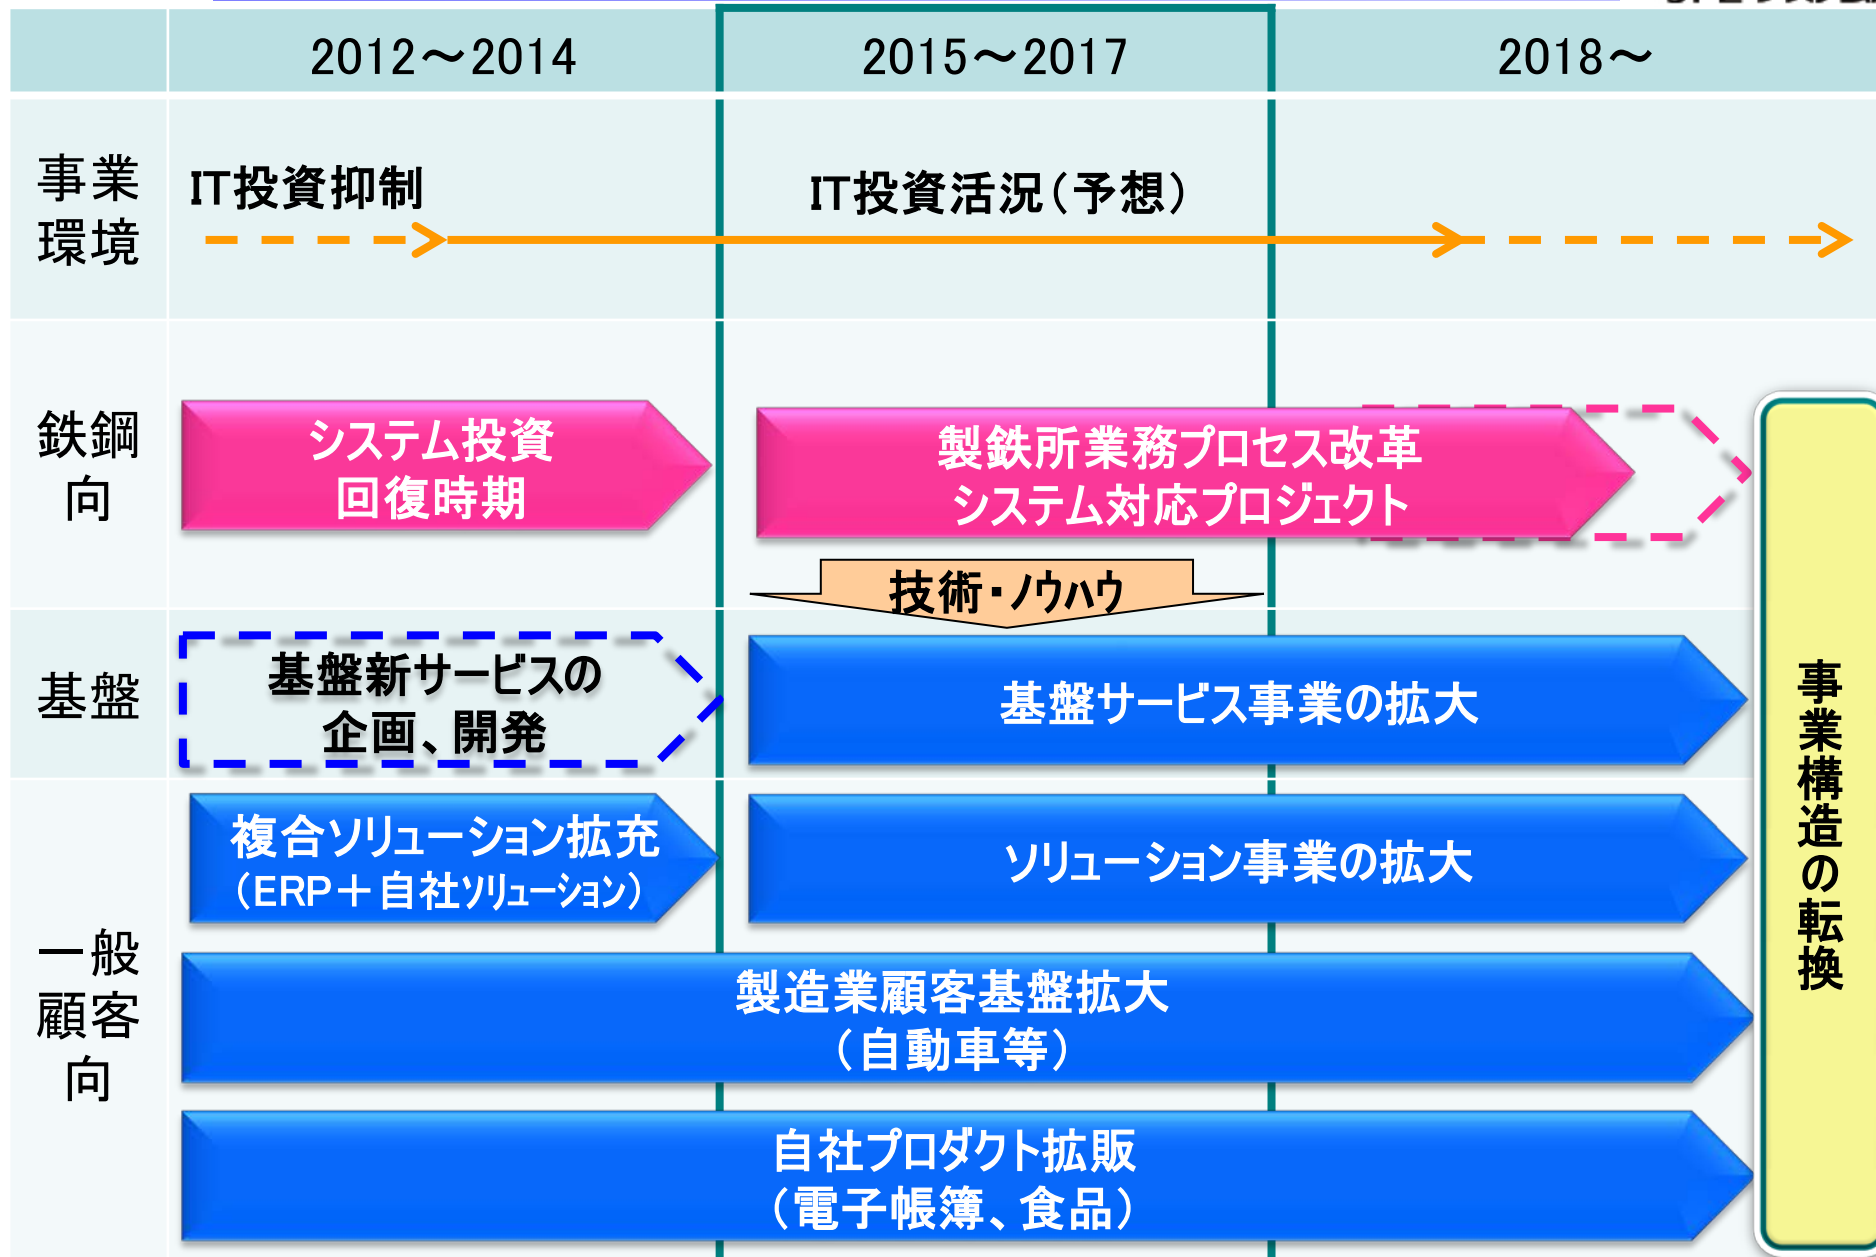 2012～2014
2015～2017
2018～
事業
環境
IT投資抑制
IT投資活況（予想）
鉄鋼
向
システム投資
回復時期
製鉄所業務プロセス改革
システム対応プロジェクト
技術・ノウハウ
基盤
基盤新サービスの
企画、開発
基盤サービス事業の拡大
一般
顧客
向
複合ソリューション拡充
（ERP＋自社ソリューション）
ソリューション事業の拡大
製造業顧客基盤拡大
（自動車等）
自社プロダクト拡販
（電子帳簿、食品）
事業構造の転換